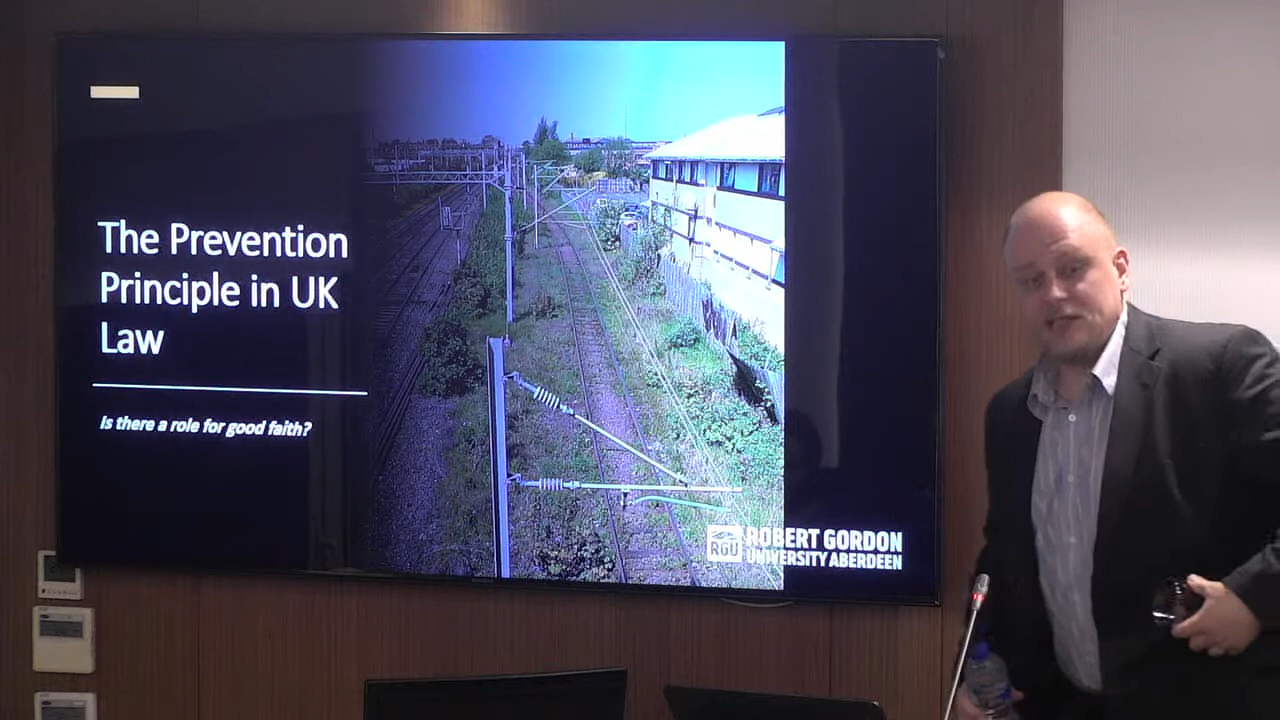 The Prevention
Principle in UK
Law
Is there a role for good faith?
RGU
ROBERT GORDON
UNIVERSITY ABERDEEN